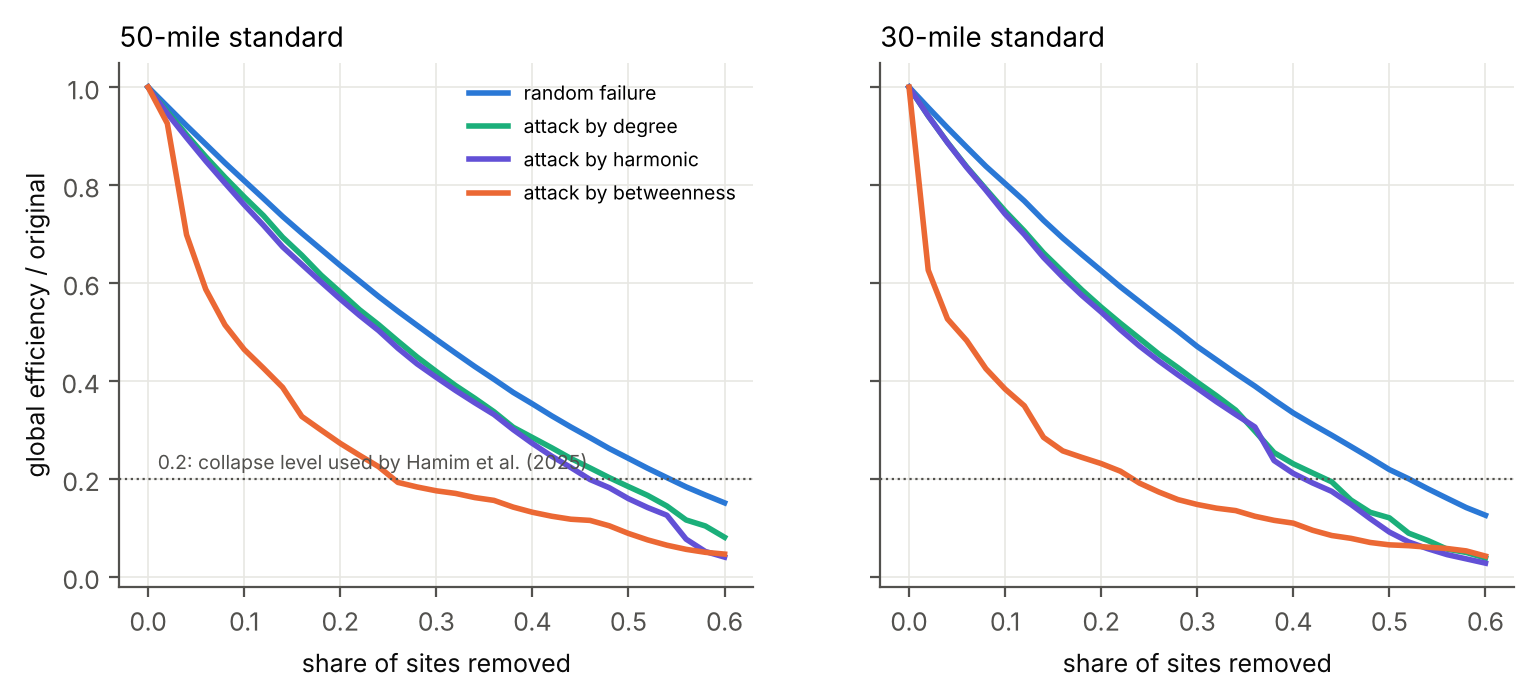 50-mile standard
30-mile standard
random failure
attack by degree
attack by harmonic
attack by betweenness
global efficiency / original
1.0
0.8
0.6
0.4
0.2
0.0
0.2: collapse level used by Hamim et al. (2025)
0.0 0.1 0.2 0.3 0.4 0.5 0.6
share of sites removed
0.0 0.1 0.2 0.3 0.4 0.5 0.6
share of sites removed